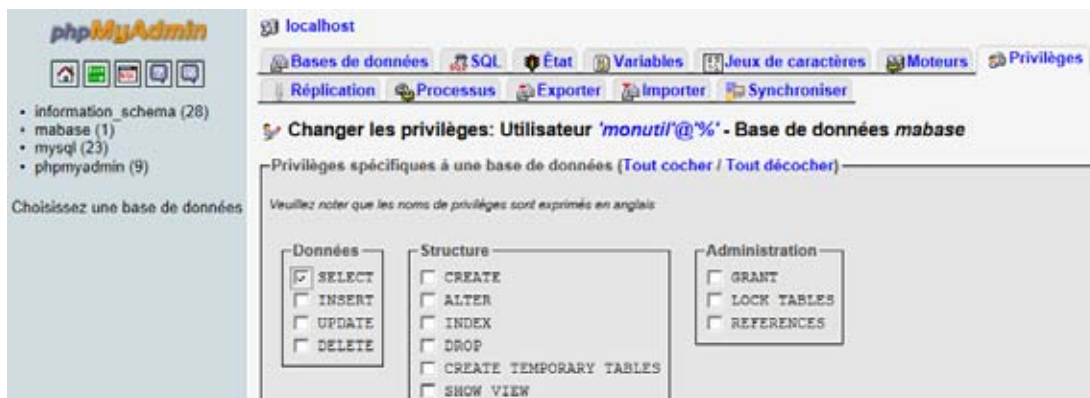 phpMyAdmin
information_schema (28)
mabase (1)
mysql (23)
phpmyadmin (9)
Choisissez une base de données
localhost
Bases de données SQL État Variables Jeux de caractères Moteurs Privilèges
Réplication Processus Exporter Importer Synchroniser
Changer les privilèges: Utilisateur 'monutil'@'%' - Base de données mabase
Privilèges spécifiques à une base de données (Tout cocher / Tout décocher)
Veuillez noter que les noms de privilèges sont exprimés en anglais
Données
SELECT
INSERT
UPDATE
DELETE
Structure
CREATE
ALTER
INDEX
DROP
CREATE TEMPORARY TABLES
SHOW VIEW
Administration
GRANT
LOCK TABLES
REFERENCES